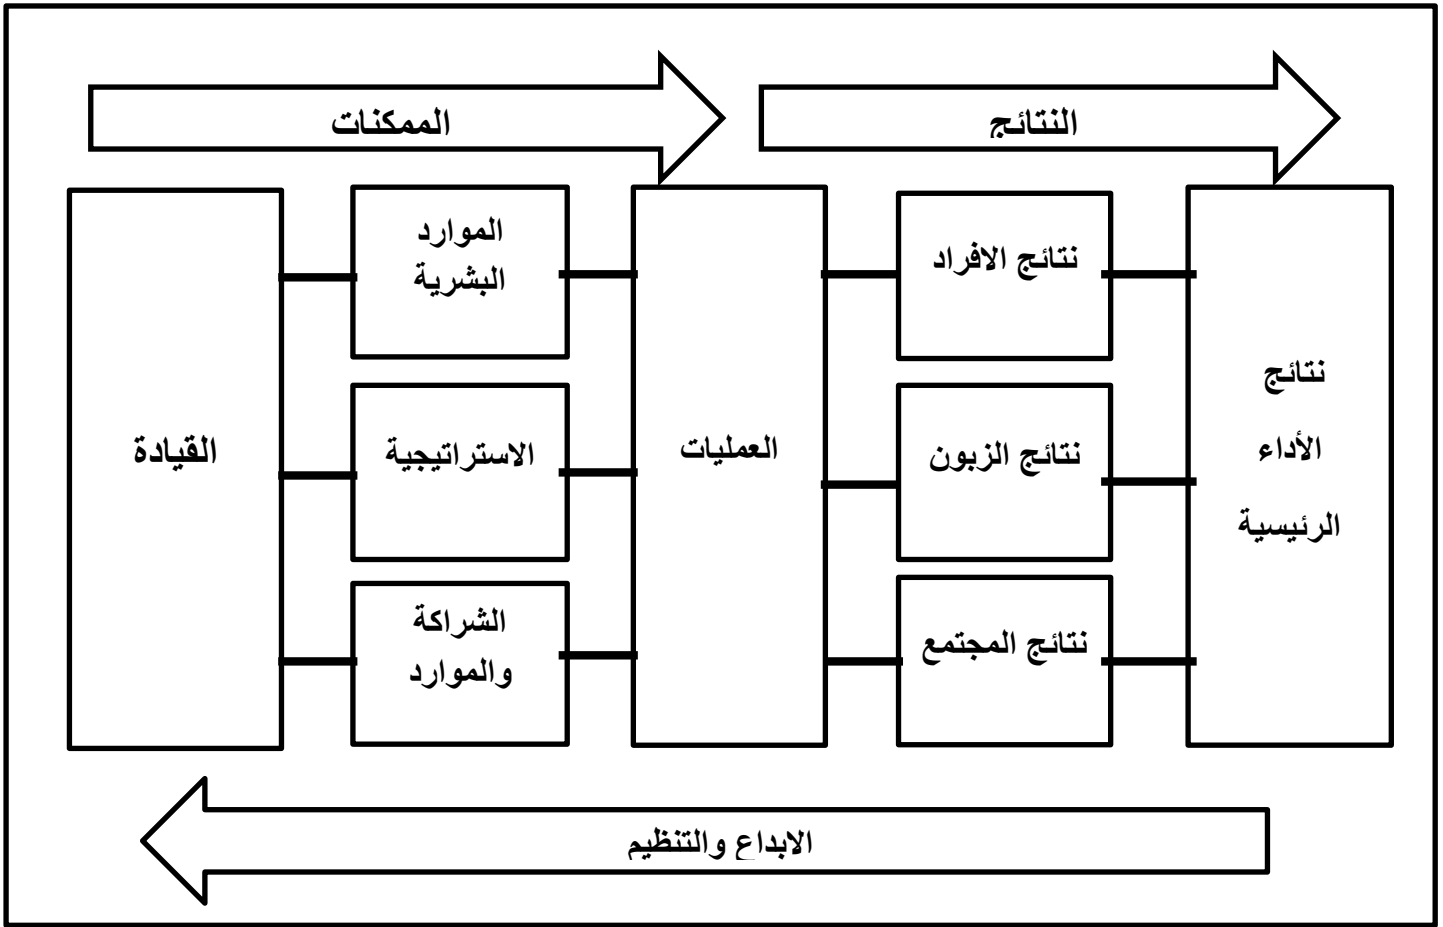 الممكنات
النتائج
القيادة
الموارد
البشرية
الاستراتيجية
الشراكة
والموارد
العمليات
نتائج الافراد
نتائج الزبون
نتائج المجتمع
نتائج
الأداء
الرئيسية
الابداع والتنظيم